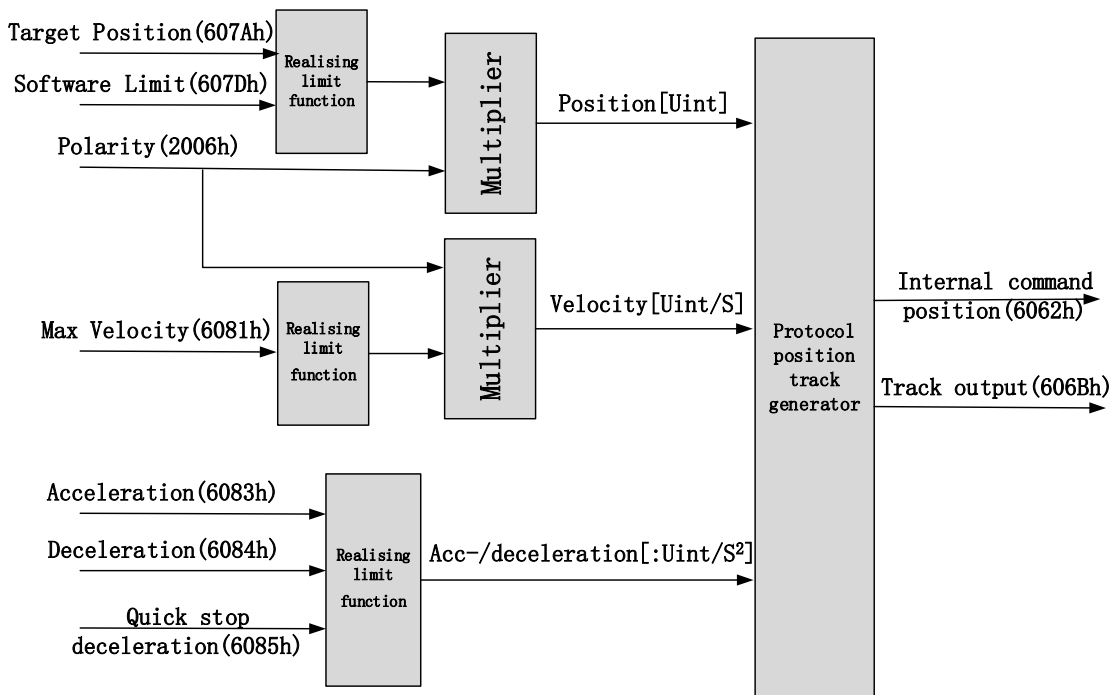 Target Position(607Ah)
Software Limit(607Dh)
Realising
limit
function
Polarity(2006h)
Multiplier
Position[Uint]
Max Velocity(6081h)
Realising
limit
function
Multiplier
Velocity[Uint/S]
Acceleration(6083h)
Deceleration(6084h)
Quick stop
deceleration(6085h)
Realising
limit
function
Acc-/deceleration[:Uint/S²]
Protocol
position
track
generator
Internal command
position(6062h)
Track output(606Bh)